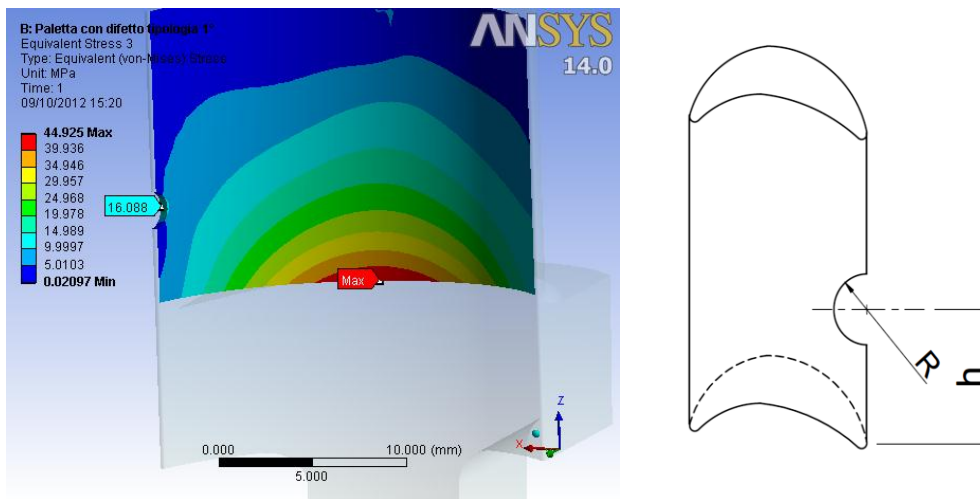 B: Paletta con difetto tipologia 1°
Equivalent Stress 3
Type: Equivalent (von-Mises) Stress
Unit: MPa
Time: 1
09/10/2012 15:20
ANSYS
14.0
44.925 Max
39.936
34.946
29.957
24.968
19.978
14.989
9.9997
5.0103
0.02097 Min
16.088
Max
0.000
10.000 (mm)
5.000
Z
X
R
h